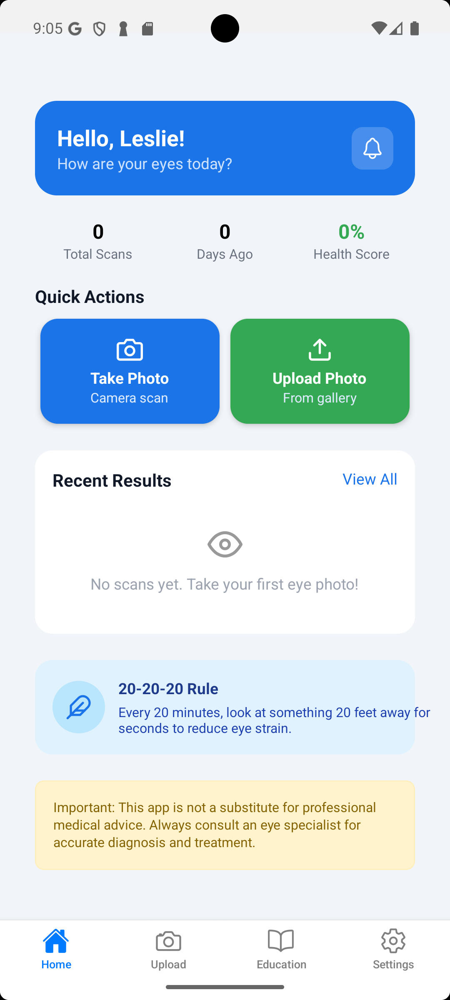 9:05
Hello, Leslie!
How are your eyes today?
0
0
0%
Total Scans
Days Ago
Health Score
Quick Actions
Take Photo
Upload Photo
Camera scan
From gallery
Recent Results
View All
No scans yet. Take your first eye photo!
20-20-20 Rule
Every 20 minutes, look at something 20 feet away for
seconds to reduce eye strain.
Important: This app is not a substitute for professional
medical advice. Always consult an eye specialist for
accurate diagnosis and treatment.
Home
Upload
Education
Settings